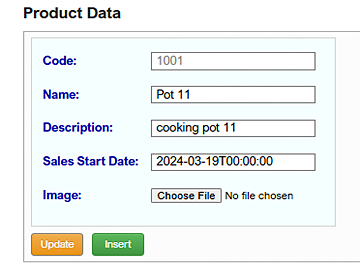 Product Data
Code: 1001
Name: Pot 11
Description: cooking pot 11
Sales Start Date: 2024-03-19T00:00:00
Image: Choose File No file chosen
Update Insert